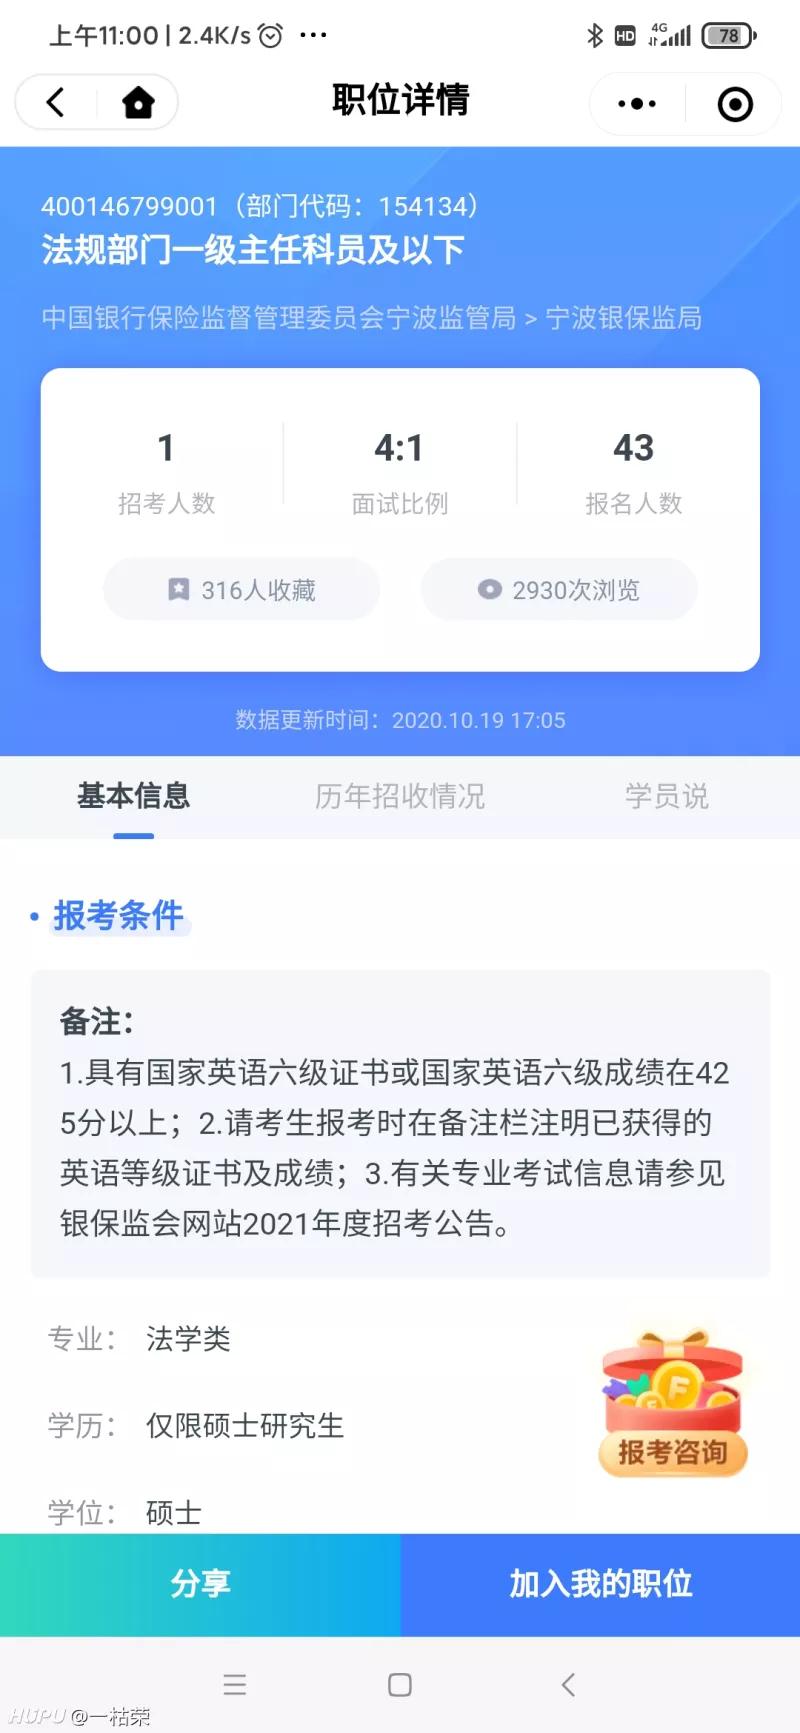 上午11:00 | 2.4K/s ...
HD 4G 78
职位详情
400146799001（部门代码：154134）
法规部门一级主任科员及以下
中国银行保险监督管理委员会宁波监管局 > 宁波银保监局
1 4:1 43
招考人数 面试比例 报名人数
316人收藏 2930次浏览
数据更新时间：2020.10.19 17:05
基本信息 历年招收情况 学员说
• 报考条件
备注：
1.具有国家英语六级证书或国家英语六级成绩在42
5分以上；2.请考生报考时在备注栏注明已获得的
英语等级证书及成绩；3.有关专业考试信息请参见
银保监会网站2021年度招考公告。
专业： 法学类
学历： 仅限硕士研究生
F
F
报考咨询
学位： 硕士
分享 加入我的职位
HUPU @一枯荣